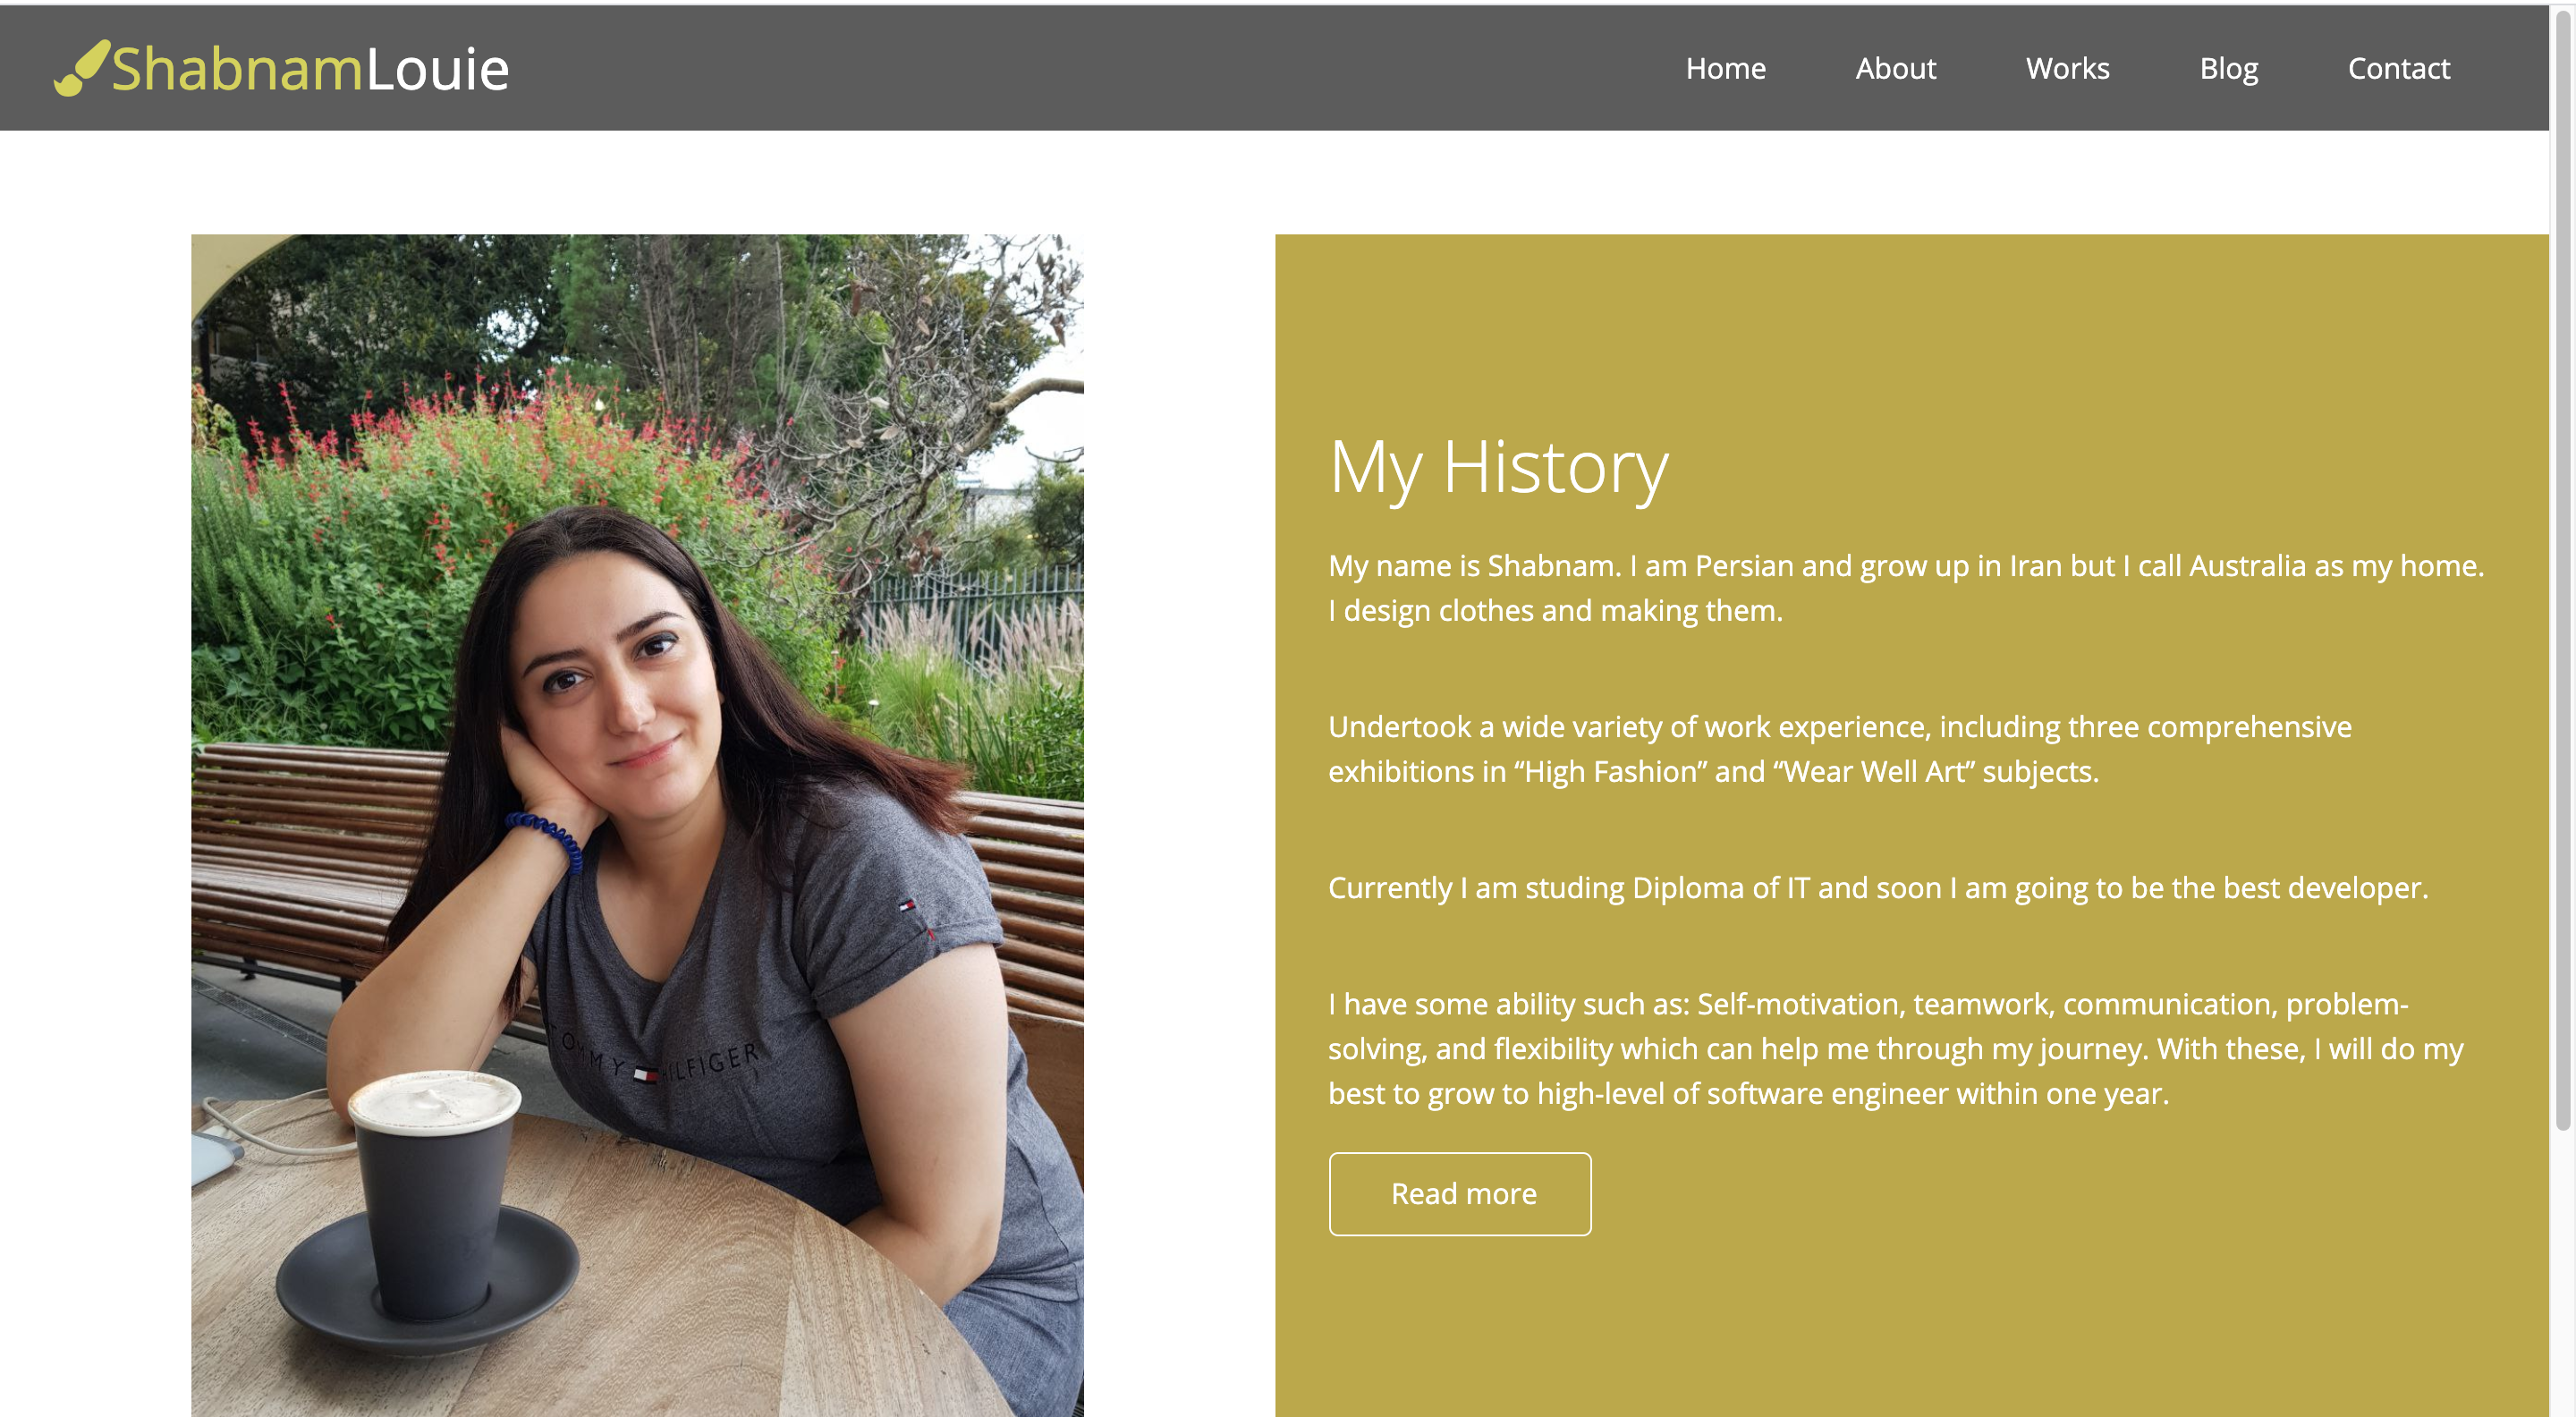 ShabnamLouie
Home About Works Blog Contact
My History
My name is Shabnam. I am Persian and grow up in Iran but I call Australia as my home.
I design clothes and making them.
Undertook a wide variety of work experience, including three comprehensive
exhibitions in “High Fashion” and “Wear Well Art” subjects.
Currently I am studing Diploma of IT and soon I am going to be the best developer.
I have some ability such as: Self-motivation, teamwork, communication, problem-
solving, and flexibility which can help me through my journey. With these, I will do my
best to grow to high-level of software engineer within one year.
Read more
TOMMY HILFIGER